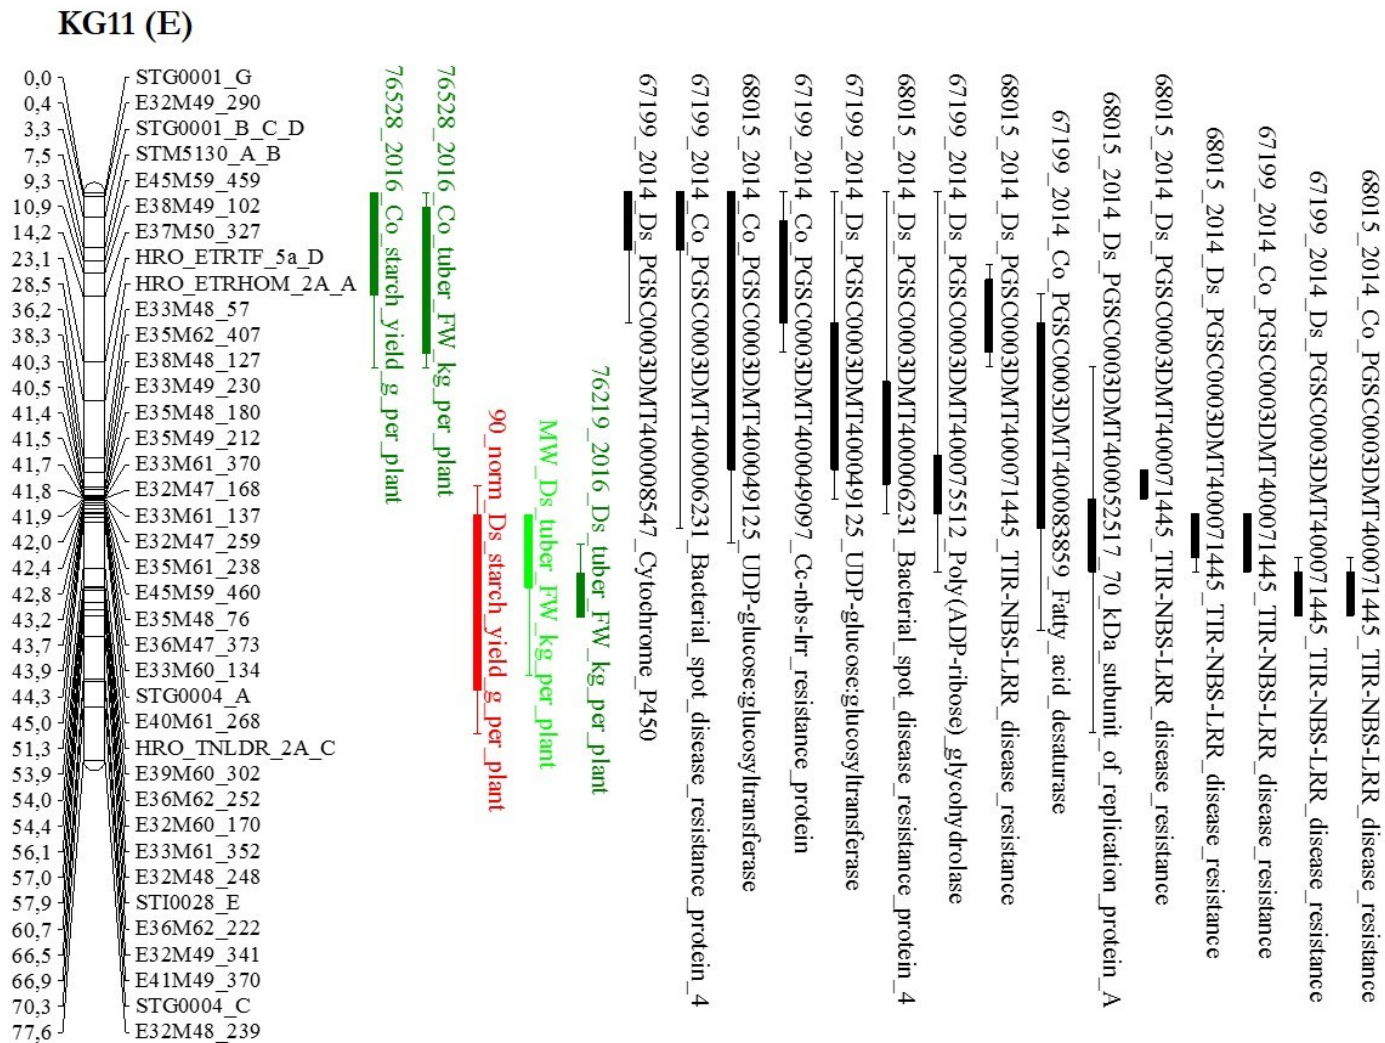 KG11 (E)
0,0 STG0001_G
0,4 E32M49_290
3,3 STG0001_B_C_D
7,5 STM5130_A_B
9,3 E45M59_459
10,9 E38M49_102
14,2 E37M50_327
23,1 HRO_ETRTF_5a_D
28,5 HRO_ETRHOM_2A_A
36,2 E33M48_57
38,3 E35M62_407
40,3 E38M48_127
40,5 E33M49_230
41,4 E35M48_180
41,5 E35M49_212
41,7 E33M61_370
41,8 E32M47_168
41,9 E33M61_137
42,0 E32M47_259
42,4 E35M61_238
42,8 E45M59_460
43,2 E35M48_76
43,7 E36M47_373
43,9 E33M60_134
44,3 STG0004_A
45,0 E40M61_268
51,3 HRO_TNLDR_2A_C
53,9 E39M60_302
54,0 E36M62_252
54,4 E32M60_170
56,1 E33M61_352
57,0 E32M48_248
57,9 STI0028_E
60,7 E36M62_222
66,5 E32M49_341
66,9 E41M49_370
70,3 STG0004_C
77,6 E32M48_239
76528_2016_Co_starch_yield_g_per_plant
76528_2016_Co_tuber_FW_kg_per_plant
90_norm_Ds_starch_yield_g_per_plant
MW_Ds_tuber_FW_kg_per_plant
76219_2016_Ds_tuber_FW_kg_per_plant
67199_2014_Ds_PGSC0003DMT400008547_Cytochrome_P450
67199_2014_Co_PGSC0003DMT400006231_Bacterial_spot_disease_resistance_protein_4
68015_2014_Co_PGSC0003DMT400049125_UDP-glucose:glucosyltransferase
67199_2014_Co_PGSC0003DMT400049097_Cc-nbs-lrr_resistance_protein
67199_2014_Ds_PGSC0003DMT400049125_UDP-glucose:glucosyltransferase
68015_2014_Ds_PGSC0003DMT400006231_Bacterial_spot_disease_resistance_protein_4
67199_2014_Ds_PGSC0003DMT400075512_Poly(ADP-ribose)_glycohydrolase
68015_2014_Ds_PGSC0003DMT400071445_TIR-NBS-LRR_disease_resistance
67199_2014_Co_PGSC0003DMT400083859_Fatty_acid_desaturase
68015_2014_Ds_PGSC0003DMT400052517_70_kDa_subunit_of_replication_protein_A
68015_2014_Ds_PGSC0003DMT400071445_TIR-NBS-LRR_disease_resistance
68015_2014_Ds_PGSC0003DMT400071445_TIR-NBS-LRR_disease_resistance
67199_2014_Co_PGSC0003DMT400071445_TIR-NBS-LRR_disease_resistance
67199_2014_Ds_PGSC0003DMT400071445_TIR-NBS-LRR_disease_resistance
68015_2014_Co_PGSC0003DMT400071445_TIR-NBS-LRR_disease_resistance